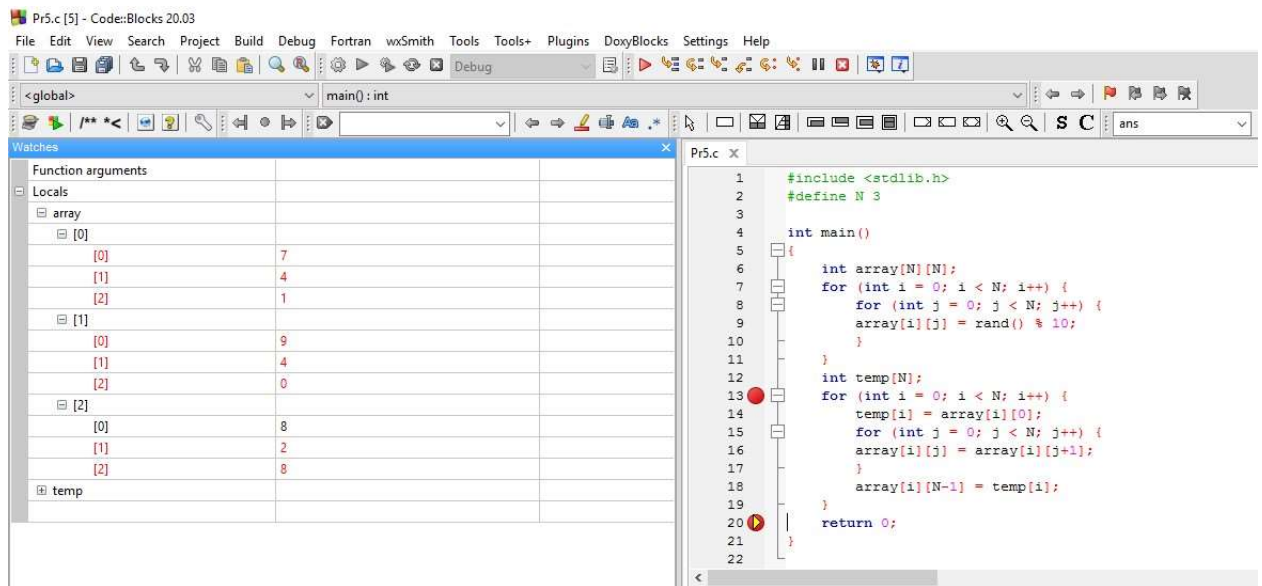 Pr5.c [5] - Code::Blocks 20.03
File Edit View Search Project Build Debug Fortran wxSmith Tools Tools+ Plugins DoxyBlocks Settings Help
Debug
<global> main() : int
/** *< Aa .* S C ans
Watches
Function arguments
Locals
array
[0]
[0] 7
[1] 4
[2] 1
[1]
[0] 9
[1] 4
[2] 0
[2]
[0] 8
[1] 2
[2] 8
temp
Pr5.c
1 #include <stdlib.h>
2 #define N 3
3
4 int main()
5 {
6 int array[N][N];
7 for (int i = 0; i < N; i++) {
8 for (int j = 0; j < N; j++) {
9 array[i][j] = rand() % 10;
10 }
11 }
12 int temp[N];
13 for (int i = 0; i < N; i++) {
14 temp[i] = array[i][0];
15 for (int j = 0; j < N; j++) {
16 array[i][j] = array[i][j+1];
17 }
18 array[i][N-1] = temp[i];
19 }
20 return 0;
21 }
22